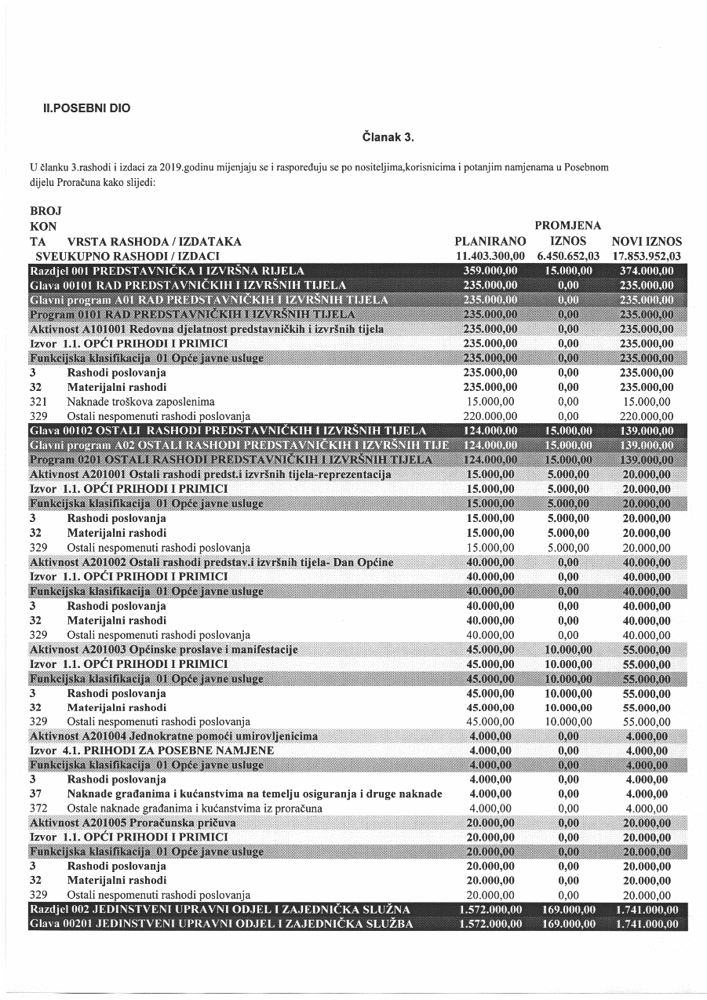 II.POSEBNI DIO
Članak 3.
U članku 3.rashodi i izdaci za 2019.godinu mijenjaju se i raspoređuju se po nositeljima,korisnicima i potanjim namjenama u Posebnom
dijelu Proračuna kako slijedi:
BROJ
KON PROMJENA
TA VRSTA RASHODA / IZDATAKA PLANIRANO IZNOS NOVI IZNOS
SVEUKUPNO RASHODI / IZDACI 11.403.300,00 6.450.652,03 17.853.952,03
Razdjel 001 PREDSTAVNIČKA I IZVRŠNA RIJELA 359.000,00 15.000,00 374.000,00
Glava 00101 RAD PREDSTAVNIČKIH I IZVRŠNIH TIJELA 235.000,00 0,00 235.000,00
Glavni program A01 RAD PREDSTAVNIČKIH I IZVRŠNIH TIJELA 235.000,00 0,00 235.000,00
Program 0101 RAD PREDSTAVNIČKIH I IZVRŠNIH TIJELA 235.000,00 0,00 235.000,00
Aktivnost A101001 Redovna djelatnost predstavničkih i izvršnih tijela 235.000,00 0,00 235.000,00
Izvor 1.1. OPĆI PRIHODI I PRIMICI 235.000,00 0,00 235.000,00
Funkcijska klasifikacija 01 Opće javne usluge 235.000,00 0,00 235.000,00
3 Rashodi poslovanja 235.000,00 0,00 235.000,00
32 Materijalni rashodi 235.000,00 0,00 235.000,00
321 Naknade troškova zaposlenima 15.000,00 0,00 15.000,00
329 Ostali nespomenuti rashodi poslovanja 220.000,00 0,00 220.000,00
Glava 00102 OSTALI RASHODI PREDSTAVNIČKIH I IZVRŠNIH TIJELA 124.000,00 15.000,00 139.000,00
Glavni program A02 OSTALI RASHODI PREDSTAVNIČKIH I IZVRŠNIH TIJE 124.000,00 15.000,00 139.000,00
Program 0201 OSTALI RASHODI PREDSTAVNIČKIH I IZVRŠNIH TIJELA 124.000,00 15.000,00 139.000,00
Aktivnost A201001 Ostali rashodi predst.i izvršnih tijela-reprezentacija 15.000,00 5.000,00 20.000,00
Izvor 1.1. OPĆI PRIHODI I PRIMICI 15.000,00 5.000,00 20.000,00
Funkcijska klasifikacija 01 Opće javne usluge 15.000,00 5.000,00 20.000,00
3 Rashodi poslovanja 15.000,00 5.000,00 20.000,00
32 Materijalni rashodi 15.000,00 5.000,00 20.000,00
329 Ostali nespomenuti rashodi poslovanja 15.000,00 5.000,00 20.000,00
Aktivnost A201002 Ostali rashodi predstav.i izvršnih tijela- Dan Općine 40.000,00 0,00 40.000,00
Izvor 1.1. OPĆI PRIHODI I PRIMICI 40.000,00 0,00 40.000,00
Funkcijska klasifikacija 01 Opće javne usluge 40.000,00 0,00 40.000,00
3 Rashodi poslovanja 40.000,00 0,00 40.000,00
32 Materijalni rashodi 40.000,00 0,00 40.000,00
329 Ostali nespomenuti rashodi poslovanja 40.000,00 0,00 40.000,00
Aktivnost A201003 Općinske proslave i manifestacije 45.000,00 10.000,00 55.000,00
Izvor 1.1. OPĆI PRIHODI I PRIMICI 45.000,00 10.000,00 55.000,00
Funkcijska klasifikacija 01 Opće javne usluge 45.000,00 10.000,00 55.000,00
3 Rashodi poslovanja 45.000,00 10.000,00 55.000,00
32 Materijalni rashodi 45.000,00 10.000,00 55.000,00
329 Ostali nespomenuti rashodi poslovanja 45.000,00 10.000,00 55.000,00
Aktivnost A201004 Jednokratne pomoći umirovljenicima 4.000,00 0,00 4.000,00
Izvor 4.1. PRIHODI ZA POSEBNE NAMJENE 4.000,00 0,00 4.000,00
Funkcijska klasifikacija 01 Opće javne usluge 4.000,00 0,00 4.000,00
3 Rashodi poslovanja 4.000,00 0,00 4.000,00
37 Naknade građanima i kućanstvima na temelju osiguranja i druge naknade 4.000,00 0,00 4.000,00
372 Ostale naknade građanima i kućanstvima iz proračuna 4.000,00 0,00 4.000,00
Aktivnost A201005 Proračunska pričuva 20.000,00 0,00 20.000,00
Izvor 1.1. OPĆI PRIHODI I PRIMICI 20.000,00 0,00 20.000,00
Funkcijska klasifikacija 01 Opće javne usluge 20.000,00 0,00 20.000,00
3 Rashodi poslovanja 20.000,00 0,00 20.000,00
32 Materijalni rashodi 20.000,00 0,00 20.000,00
329 Ostali nespomenuti rashodi poslovanja 20.000,00 0,00 20.000,00
Razdjel 002 JEDINSTVENI UPRAVNI ODJEL I ZAJEDNIČKA SLUŽNA 1.572.000,00 169.000,00 1.741.000,00
Glava 00201 JEDINSTVENI UPRAVNI ODJEL I ZAJEDNIČKA SLUŽBA 1.572.000,00 169.000,00 1.741.000,00